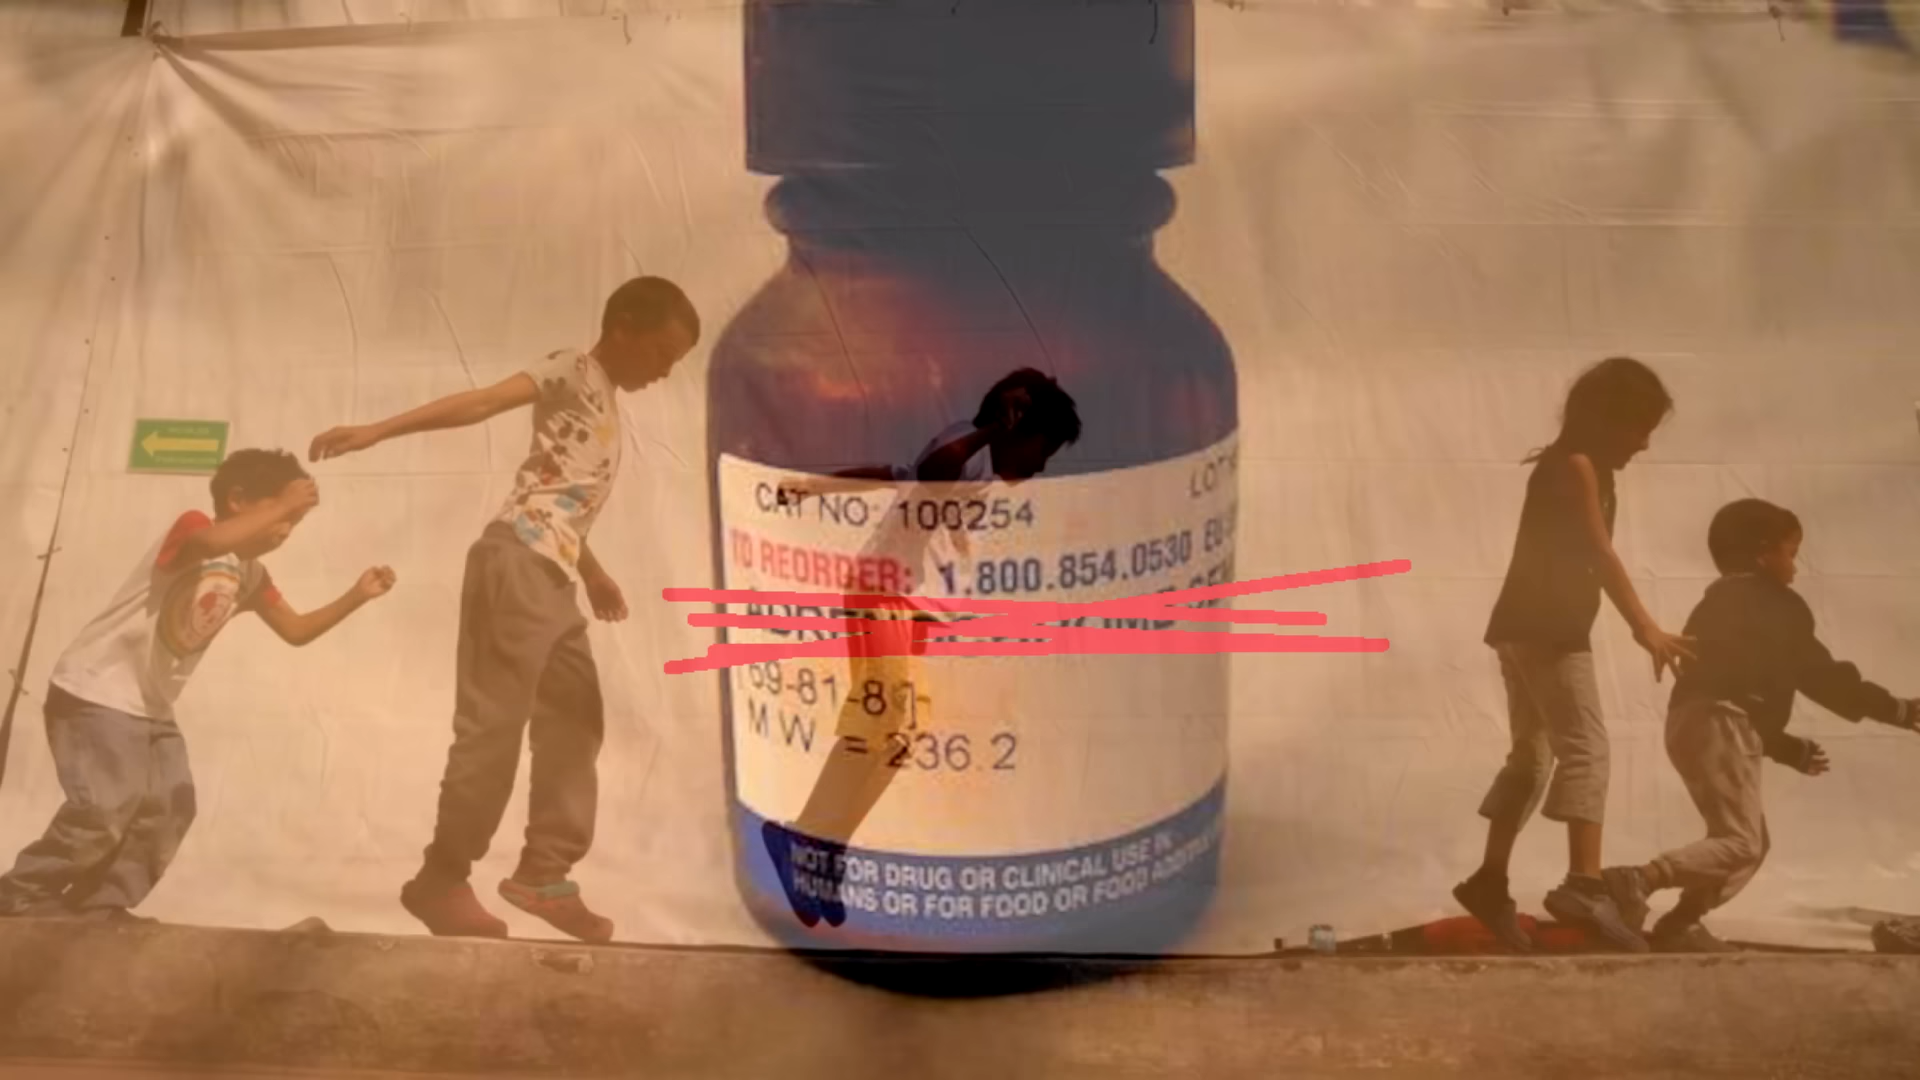 CAT NO: 100254 LOT
TO REORDER: 1.800.854.0530
69-81-8]
M W = 236.2
NOT FOR DRUG OR CLINICAL USE IN
HUMANS OR FOR FOOD OR FOOD